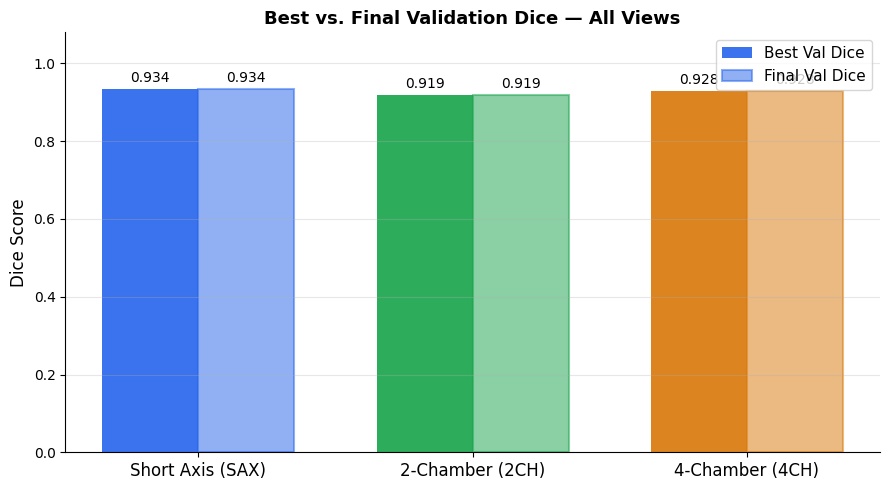 Best vs. Final Validation Dice — All Views
Best Val Dice
Final Val Dice
Dice Score
1.0
0.8
0.6
0.4
0.2
0.0
0.934
0.934
0.919
0.919
0.928
Short Axis (SAX)
2-Chamber (2CH)
4-Chamber (4CH)